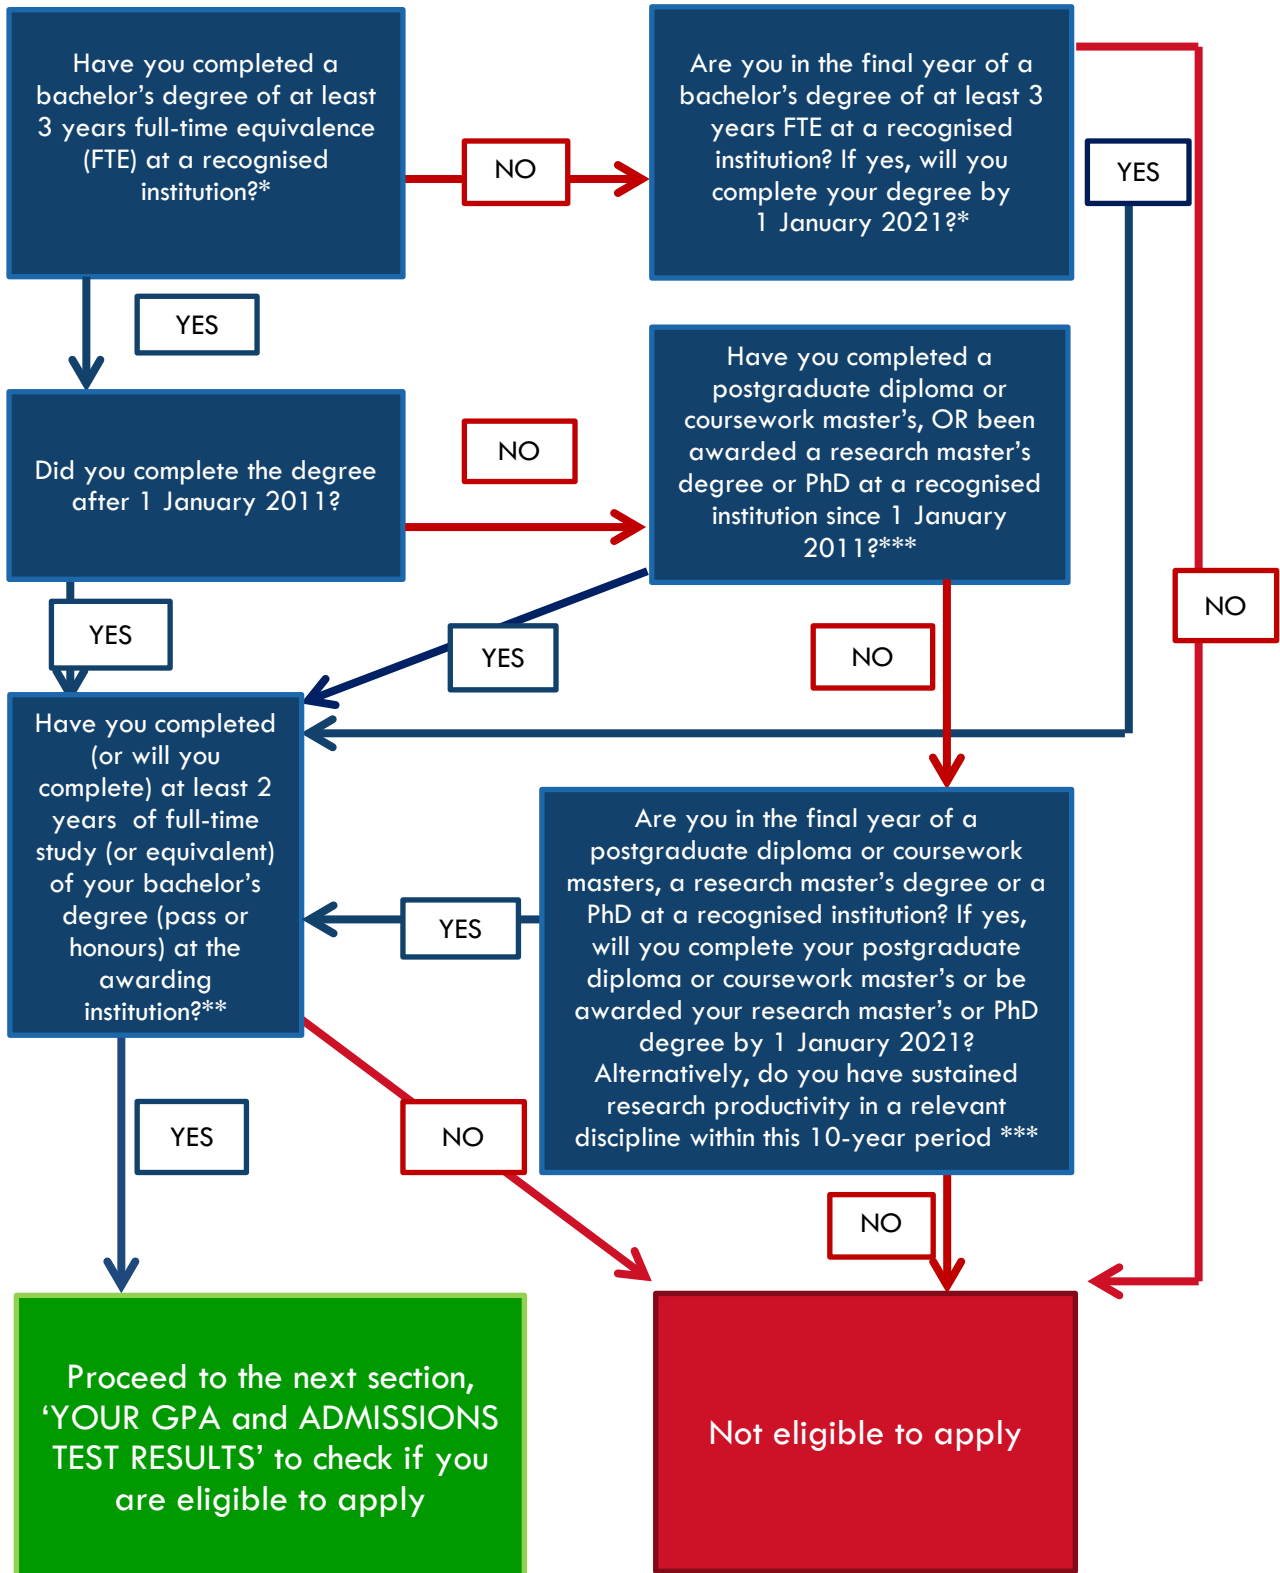 Have you completed a
bachelor’s degree of at least
3 years full-time equivalence
(FTE) at a recognised
institution?*
NO
Are you in the final year of a
bachelor’s degree of at least 3
years FTE at a recognised
institution? If yes, will you
complete your degree by
1 January 2021?*
YES
YES
Did you complete the degree
after 1 January 2011?
NO
Have you completed a
postgraduate diploma or
coursework master’s, OR been
awarded a research master’s
degree or PhD at a recognised
institution since 1 January
2011?***
NO
YES
YES
NO
Have you completed
(or will you
complete) at least 2
years of full-time
study (or equivalent)
of your bachelor’s
degree (pass or
honours) at the
awarding
institution?**
YES
Are you in the final year of a
postgraduate diploma or coursework
masters, a research master’s degree or a
PhD at a recognised institution? If yes,
will you complete your postgraduate
diploma or coursework master’s or be
awarded your research master’s or PhD
degree by 1 January 2021?
Alternatively, do you have sustained
research productivity in a relevant
discipline within this 10-year period ***
YES
NO
NO
Proceed to the next section,
‘YOUR GPA and ADMISSIONS
TEST RESULTS’ to check if you
are eligible to apply
Not eligible to apply